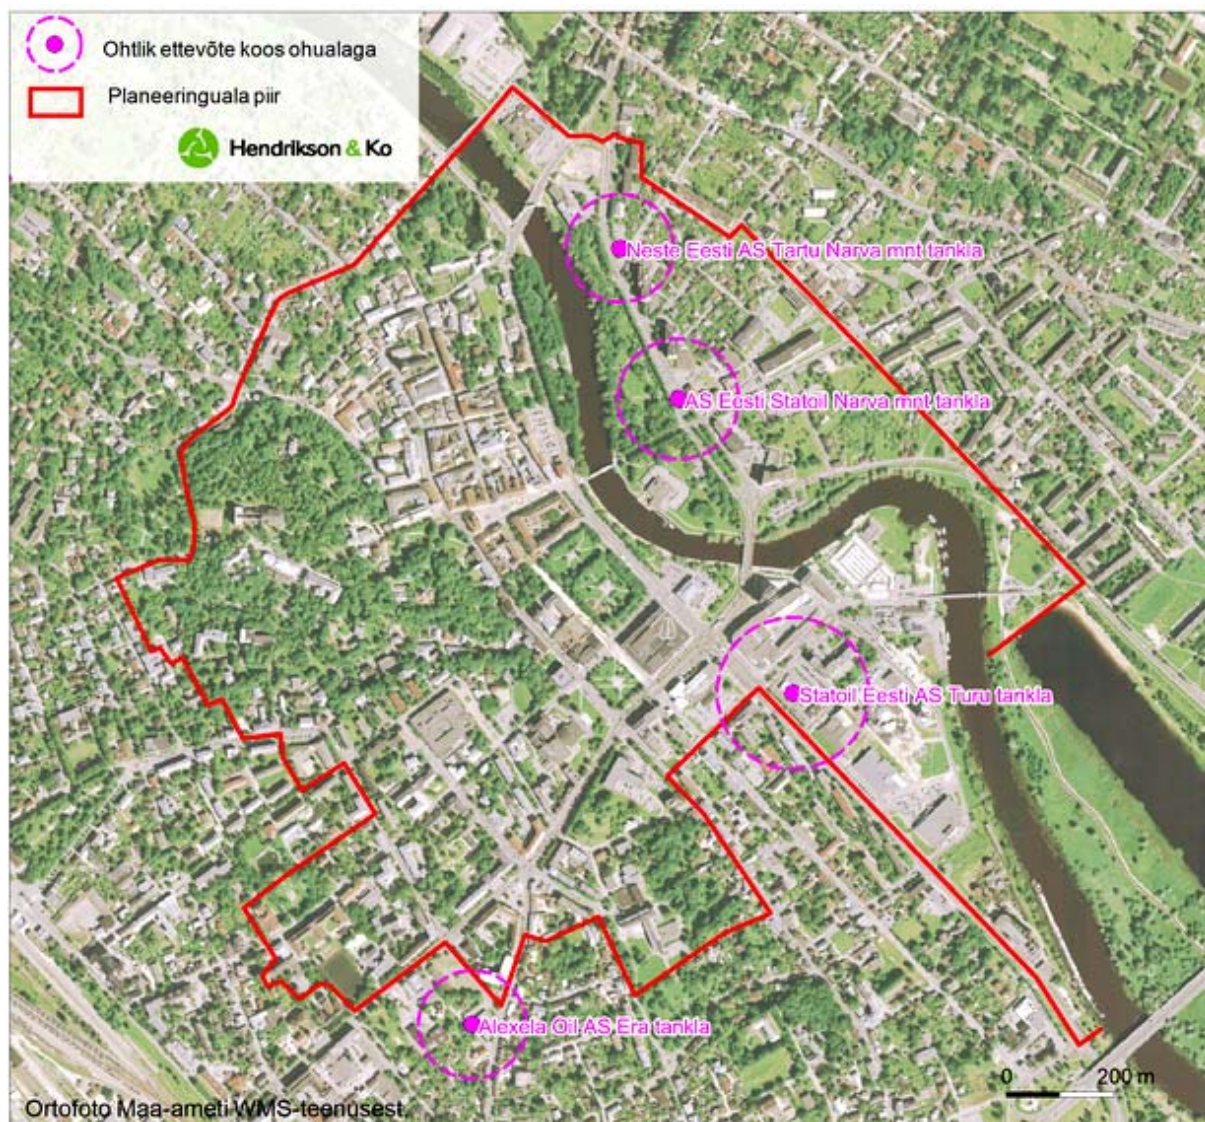 Ohtlik ettevõte koos ohualaga
Planeeringuala piir
Hendrikson & Ko
Neste Eesti AS Tartu Narva mnt tankla
AS Eesti Statoil Narva mnt tankla
Statoil Eesti AS Turu tankla
Alexela Oil AS Era tankla
0 200 m
Ortofoto Maa-ameti WMS-teenusest.